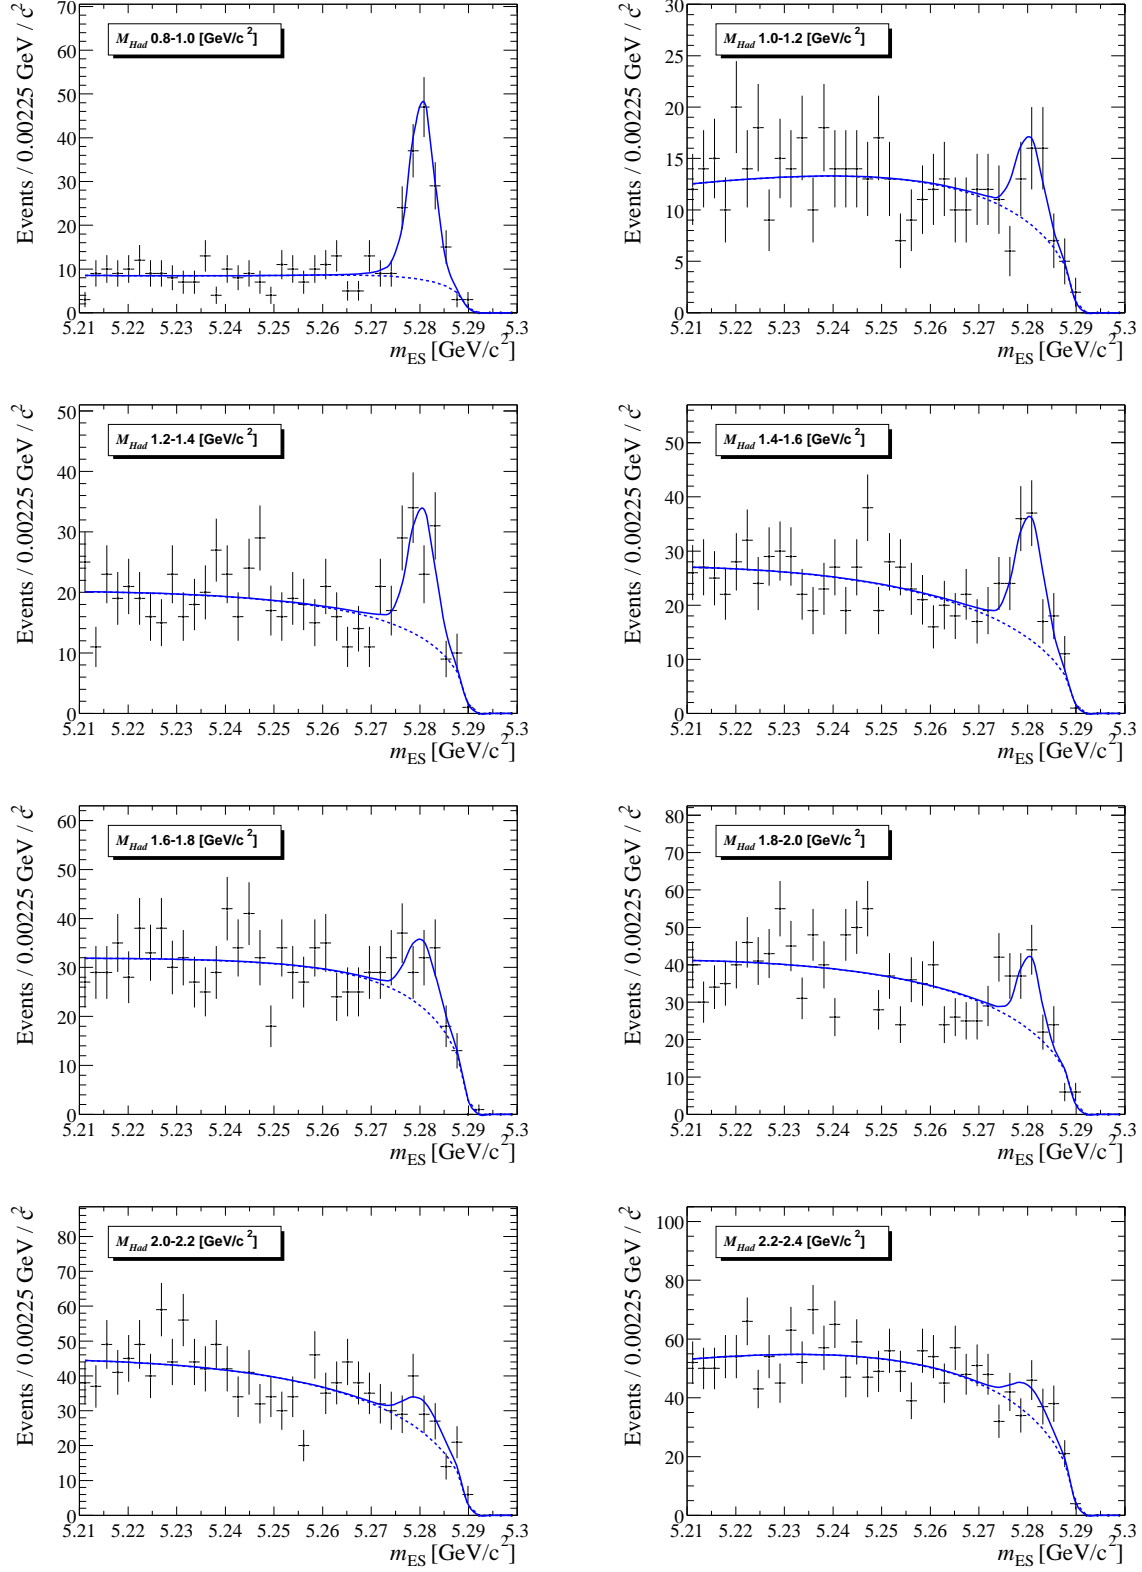 Events / 0.00225 GeV / c²
70
60
50
40
30
20
10
0
M_Had 0.8-1.0 [GeV/c²]
5.21 5.22 5.23 5.24 5.25 5.26 5.27 5.28 5.29 5.3
m_ES [GeV/c²]
Events / 0.00225 GeV / c²
30
25
20
15
10
5
0
M_Had 1.0-1.2 [GeV/c²]
5.21 5.22 5.23 5.24 5.25 5.26 5.27 5.28 5.29 5.3
m_ES [GeV/c²]
Events / 0.00225 GeV / c²
50
40
30
20
10
0
M_Had 1.2-1.4 [GeV/c²]
5.21 5.22 5.23 5.24 5.25 5.26 5.27 5.28 5.29 5.3
m_ES [GeV/c²]
Events / 0.00225 GeV / c²
50
40
30
20
10
0
M_Had 1.4-1.6 [GeV/c²]
5.21 5.22 5.23 5.24 5.25 5.26 5.27 5.28 5.29 5.3
m_ES [GeV/c²]
Events / 0.00225 GeV / c²
60
50
40
30
20
10
0
M_Had 1.6-1.8 [GeV/c²]
5.21 5.22 5.23 5.24 5.25 5.26 5.27 5.28 5.29 5.3
m_ES [GeV/c²]
Events / 0.00225 GeV / c²
80
70
60
50
40
30
20
10
0
M_Had 1.8-2.0 [GeV/c²]
5.21 5.22 5.23 5.24 5.25 5.26 5.27 5.28 5.29 5.3
m_ES [GeV/c²]
Events / 0.00225 GeV / c²
80
70
60
50
40
30
20
10
0
M_Had 2.0-2.2 [GeV/c²]
5.21 5.22 5.23 5.24 5.25 5.26 5.27 5.28 5.29 5.3
m_ES [GeV/c²]
Events / 0.00225 GeV / c²
100
80
60
40
20
0
M_Had 2.2-2.4 [GeV/c²]
5.21 5.22 5.23 5.24 5.25 5.26 5.27 5.28 5.29 5.3
m_ES [GeV/c²]